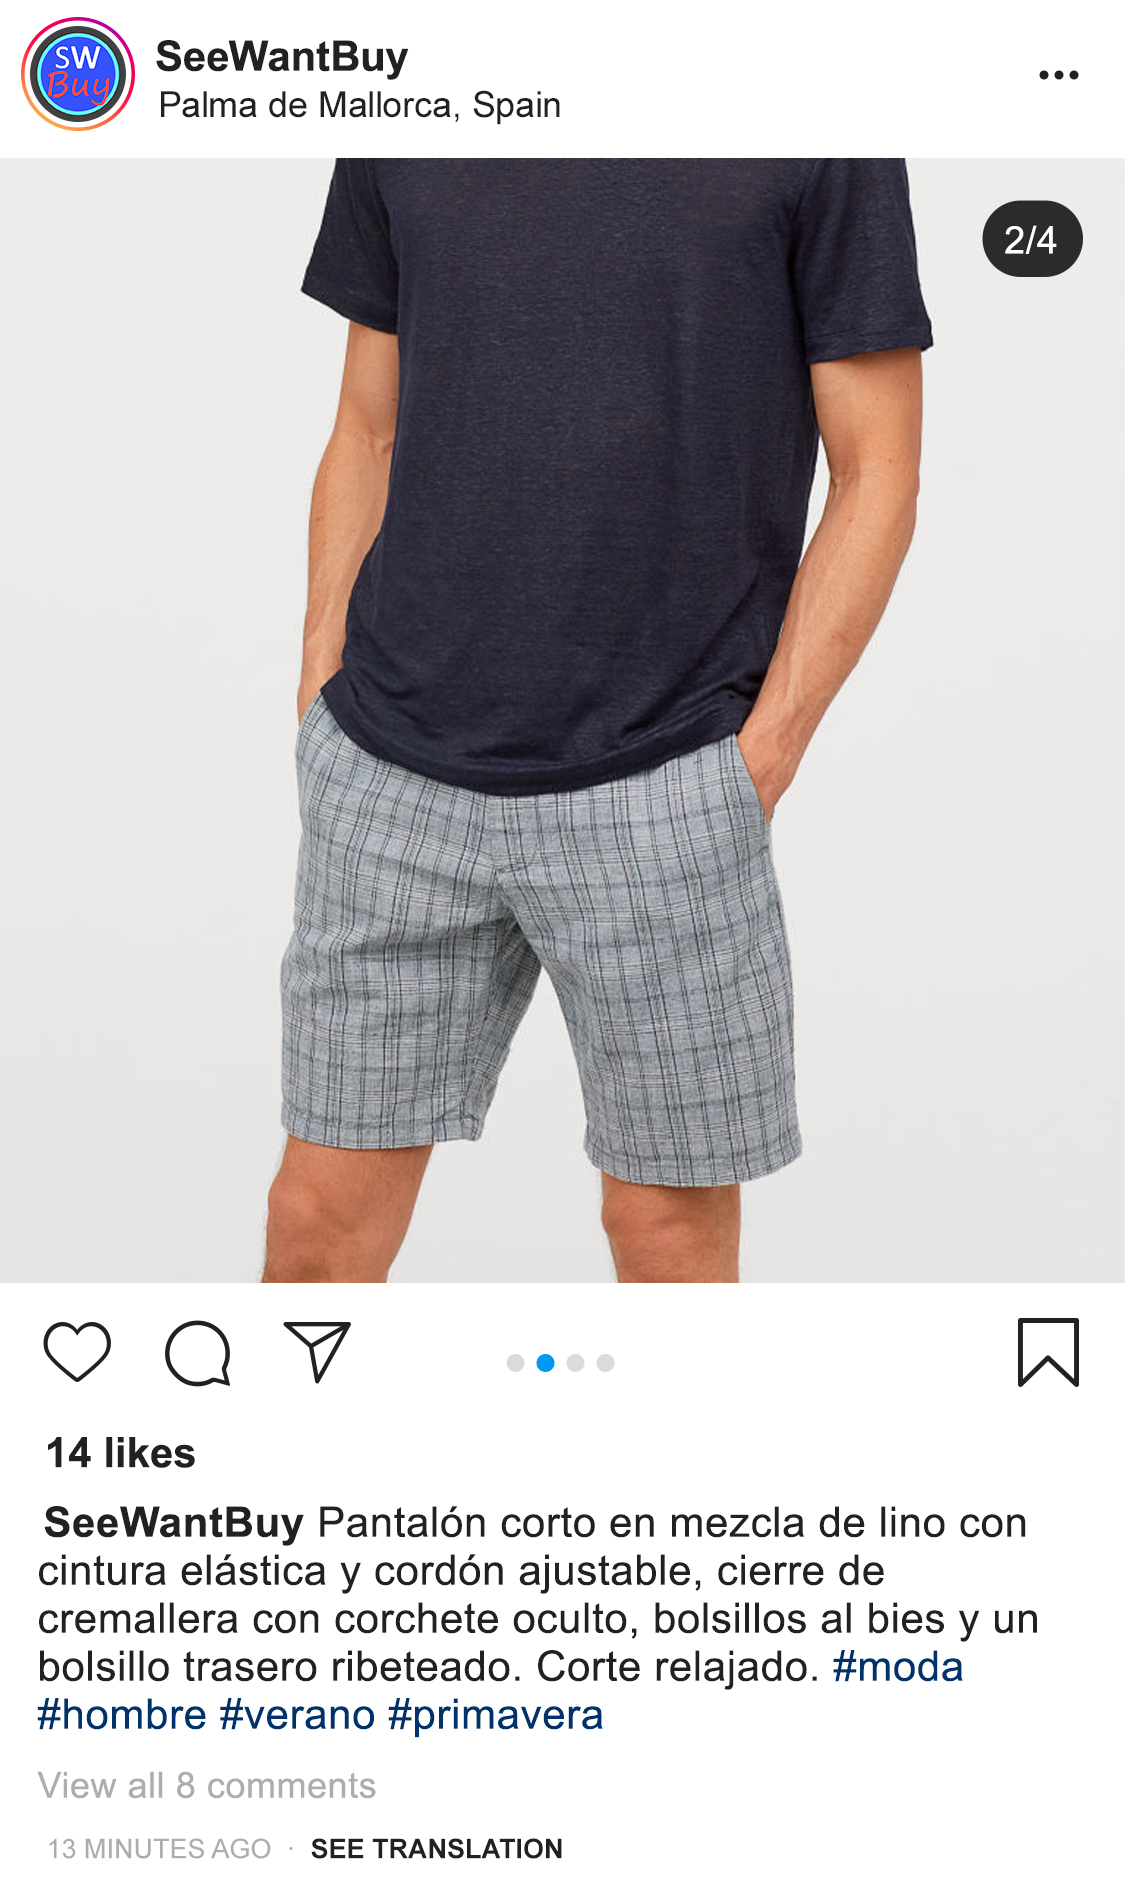 SW
Buy
SeeWantBuy
Palma de Mallorca, Spain
2/4
14 likes
SeeWantBuy Pantalón corto en mezcla de lino con
cintura elástica y cordón ajustable, cierre de
cremallera con corchete oculto, bolsillos al bies y un
bolsillo trasero ribeteado. Corte relajado. #moda
#hombre #verano #primavera
View all 8 comments
13 MINUTES AGO · SEE TRANSLATION